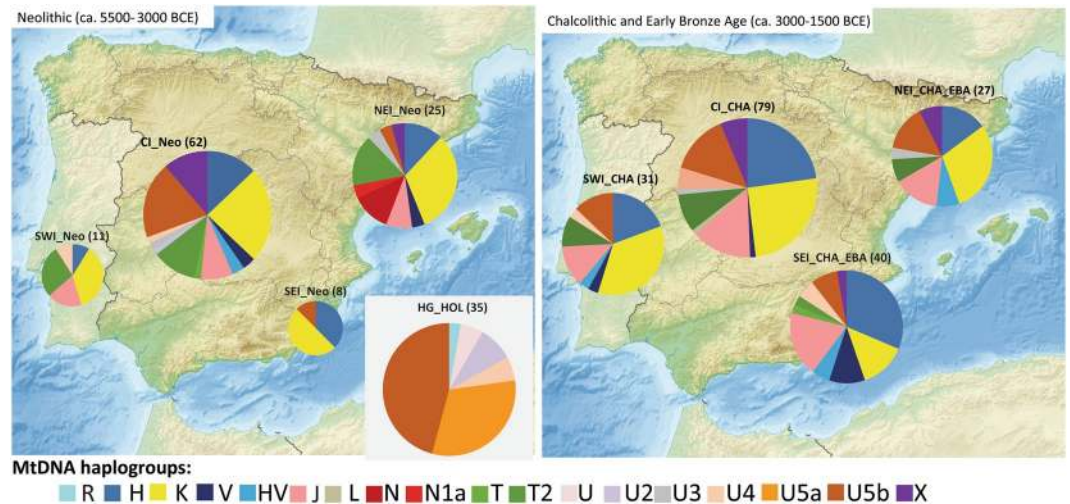 Neolithic (ca. 5500- 3000 BCE)
NEI_Neo (25)
CI_Neo (62)
SWI_Neo (11)
SEI_Neo (8)
HG_HOL (35)
Chalcolithic and Early Bronze Age (ca. 3000-1500 BCE)
NEI_CHA_EBA (27)
CI_CHA (79)
SWI_CHA (31)
SEI_CHA_EBA (40)
MtDNA haplogroups:
R H K V HV J L N N1a T T2 U U2 U3 U4 U5a U5b X